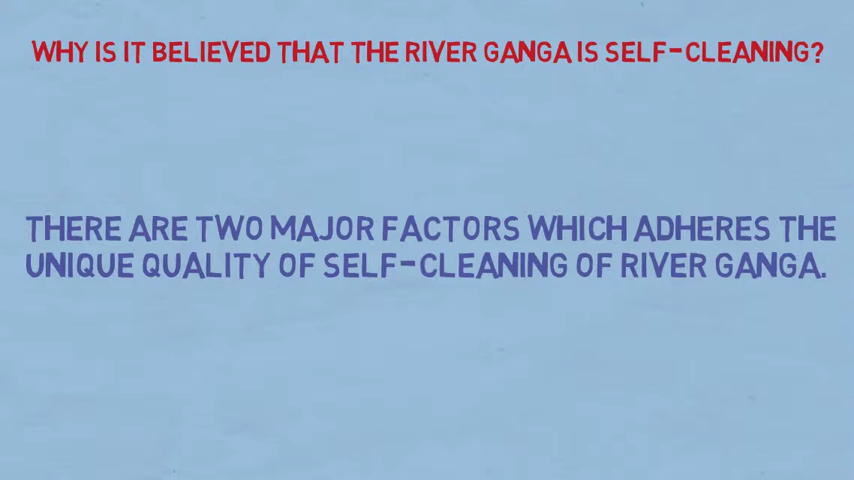 WHY IS IT BELIEVED THAT THE RIVER GANGA IS SELF-CLEANING?
THERE ARE TWO MAJOR FACTORS WHICH ADHERES THE
UNIQUE QUALITY OF SELF-CLEANING OF RIVER GANGA.